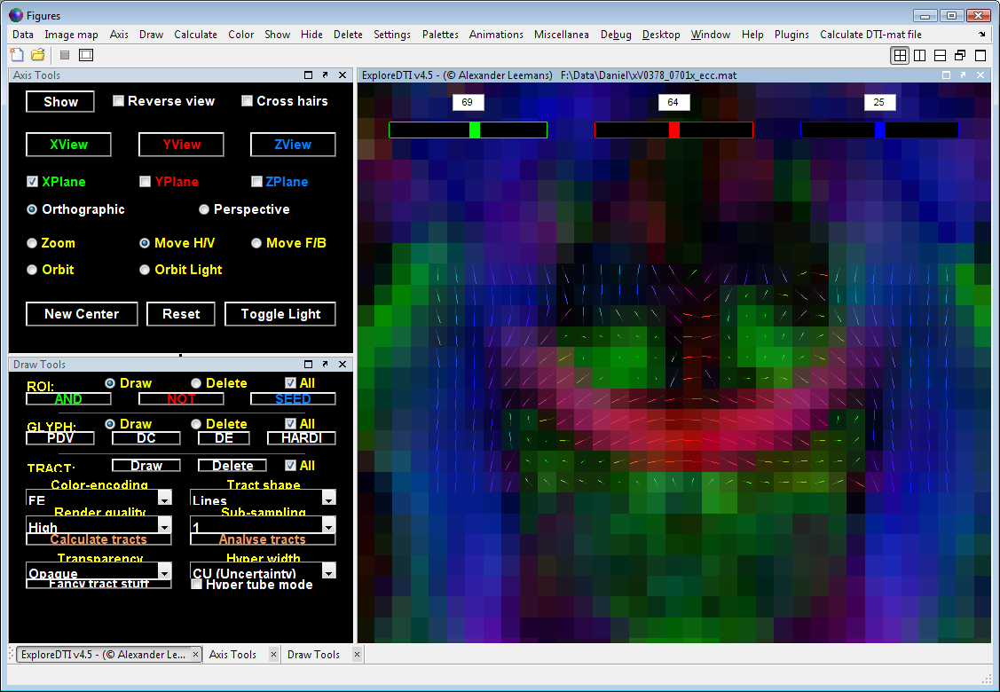 Figures
Data Image map Axis Draw Calculate Color Show Hide Delete Settings Palettes Animations Miscellanea Debug Desktop Window Help Plugins Calculate DTI-mat file
Axis Tools
Show Reverse view Cross hairs
XView YView ZView
XPlane YPlane ZPlane
Orthographic Perspective
Zoom Move H/V Move F/B
Orbit Orbit Light
New Center Reset Toggle Light
Draw Tools
ROI: Draw Delete All
AND NOT SEED
GLYPH: Draw Delete All
PDV DC DE HARDI
TRACT: Draw Delete All
Color-encoding Tract shape
FE Lines
Render quality Sub-sampling
High 1
Calculate tracts Analyse tracts
Transparency Hyper width
Opaque CU (Uncertainty)
Fancy tract stuff Hyper tube mode
ExploreDTI v4.5 - (© Alexander Leemans) F:\Data\Daniel\xV0378_0701x_ecc.mat
69 64 25
ExploreDTI v4.5 - (© Alexander Le... Axis Tools Draw Tools